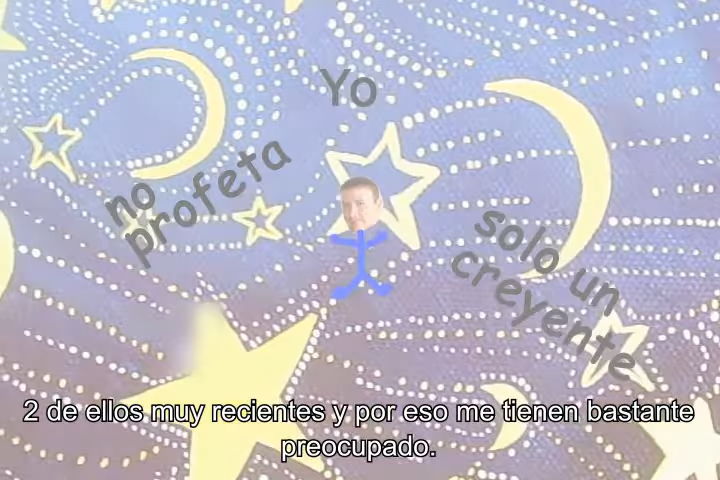 Yo
no
profeta
solo un
creyente
2 de ellos muy recientes y por eso me tienen bastante
preocupado.